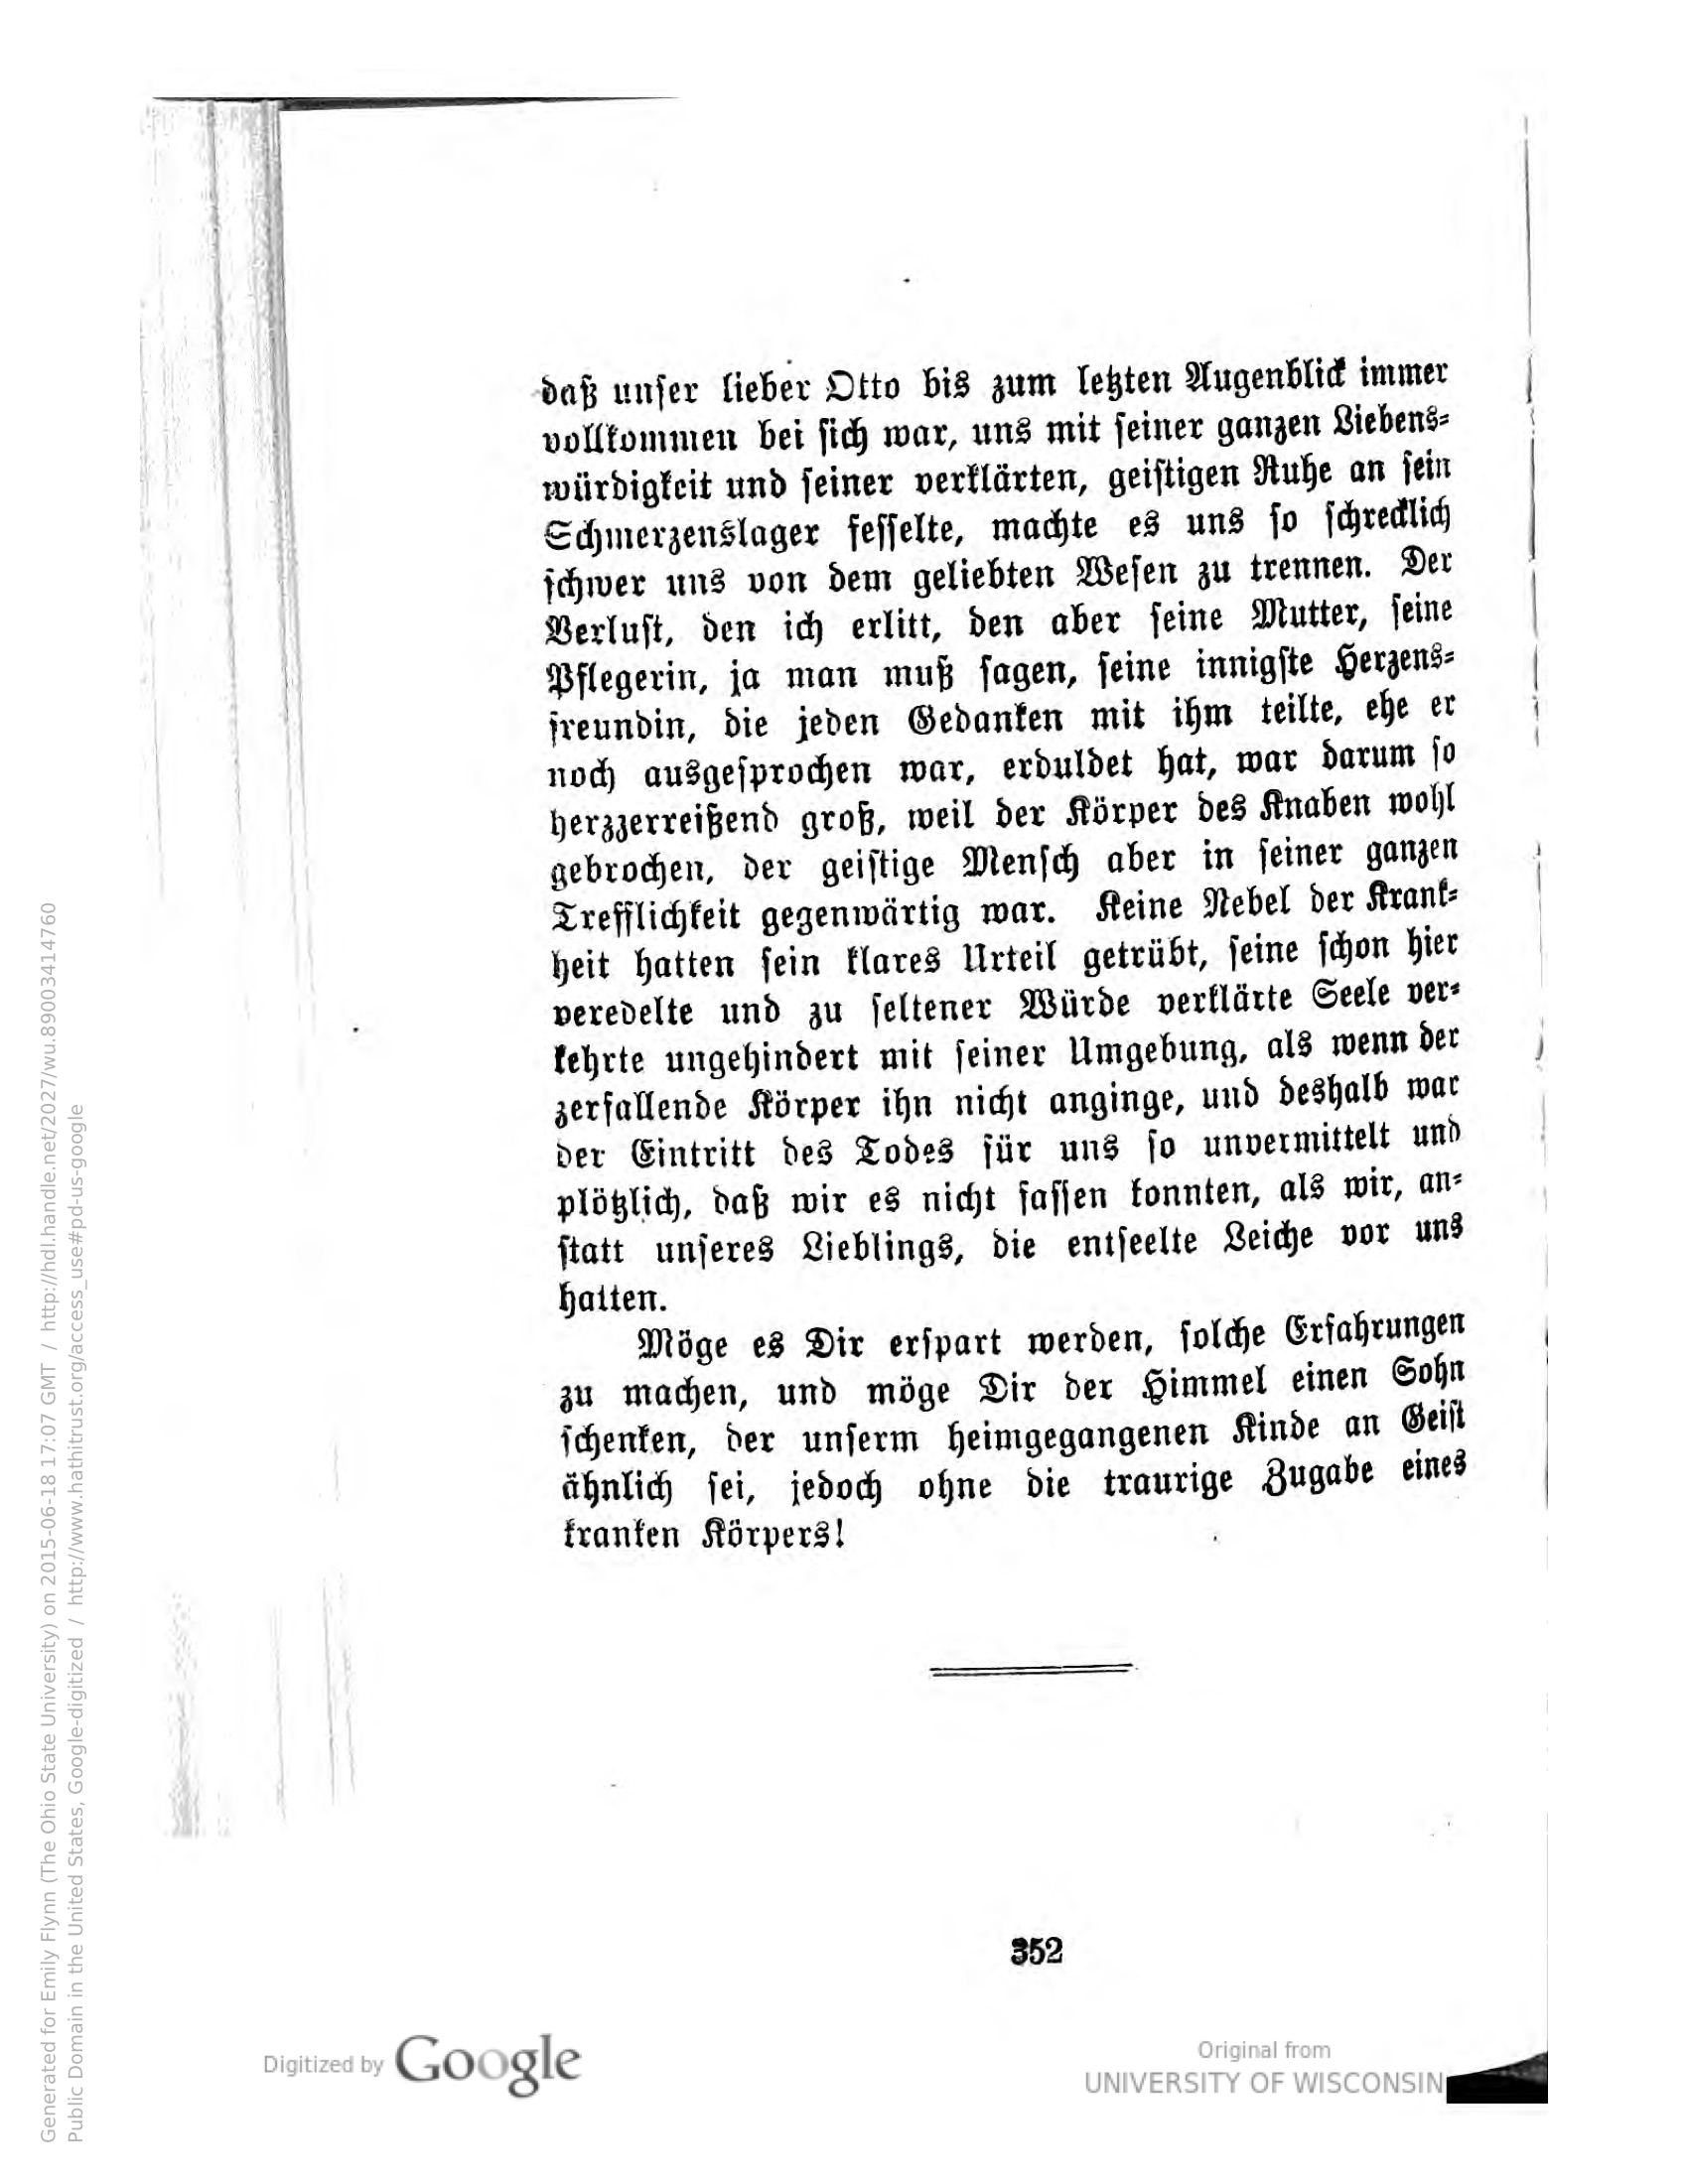 daß unser lieber Otto bis zum letzten Augenblick immer
vollkommen bei sich war, uns mit seiner ganzen Liebens-
würdigkeit und seiner verklärten, geistigen Ruhe an sein
Schmerzenslager fesselte, machte es uns so schrecklich
schwer uns von dem geliebten Wesen zu trennen. Der
Verlust, den ich erlitt, den aber seine Mutter, seine
Pflegerin, ja man muß sagen, seine innigste Herzens-
freundin, die jeden Gedanken mit ihm teilte, ehe er
noch ausgesprochen war, erduldet hat, war darum so
herzzerreißend groß, weil der Körper des Knaben wohl
gebrochen, der geistige Mensch aber in seiner ganzen
Trefflichkeit gegenwärtig war. Keine Nebel der Krank-
heit hatten sein klares Urteil getrübt, seine schon hier
veredelte und zu seltener Würde verklärte Seele ver-
kehrte ungehindert mit seiner Umgebung, als wenn der
zerfallende Körper ihn nicht anginge, und deshalb war
der Eintritt des Todes für uns so unvermittelt und
plötzlich, daß wir es nicht fassen konnten, als wir, an-
statt unseres Lieblings, die entseelte Leiche vor uns
hatten.
Möge es Dir erspart werden, solche Erfahrungen
zu machen, und möge Dir der Himmel einen Sohn
schenken, der unserm heimgegangenen Kinde an Geist
ähnlich sei, jedoch ohne die traurige Zugabe eines
kranken Körpers!
352
Digitized by Google
Original from
UNIVERSITY OF WISCONSIN
Generated for Emily Flynn (The Ohio State University) on 2015-06-18 17:07 GMT / http://hdl.handle.net/2027/wu.89003414760
Public Domain in the United States, Google-digitized / http://www.hathitrust.org/access_use#pd-us-google